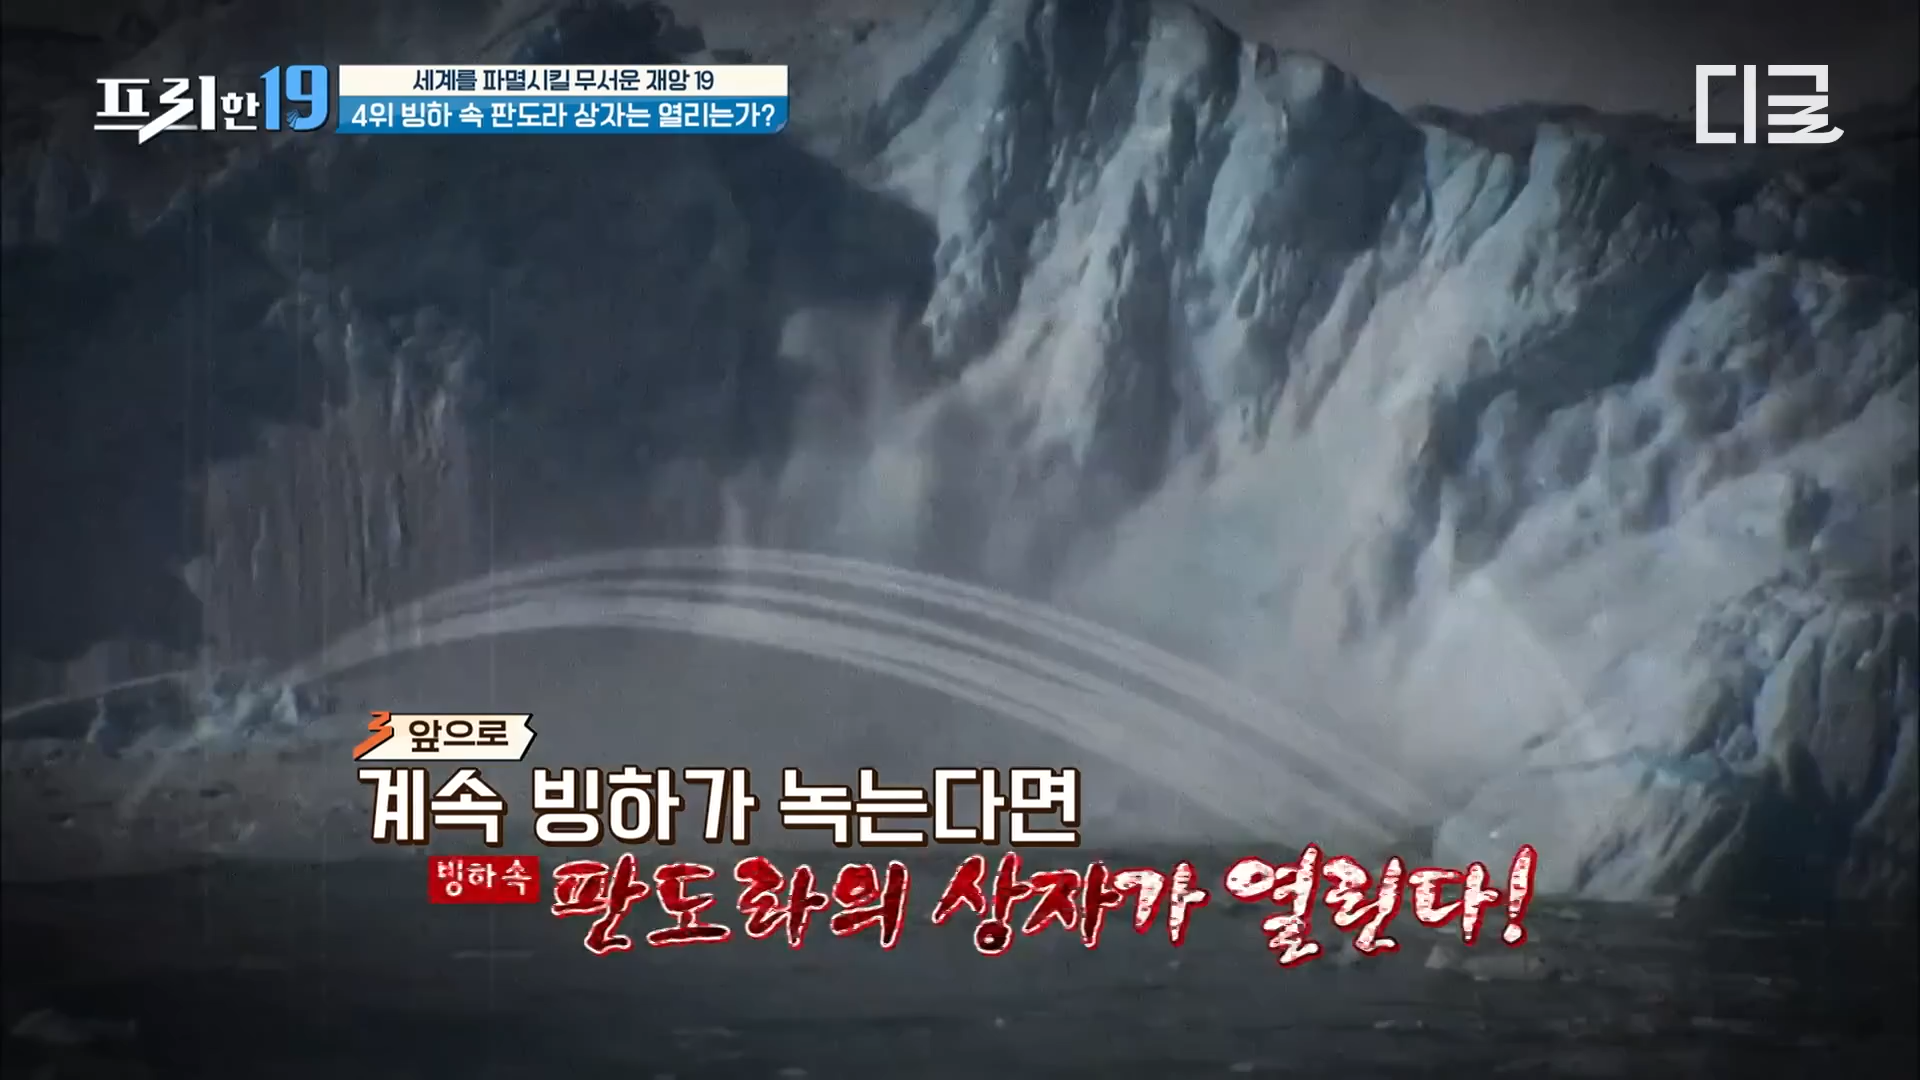 프리한19
세계를 파멸시킬 무서운 재앙 19
4위 빙하 속 판도라 상자는 열리는가?
디글
앞으로
계속 빙하가 녹는다면
빙하 속 판도라의 상자가 열린다!